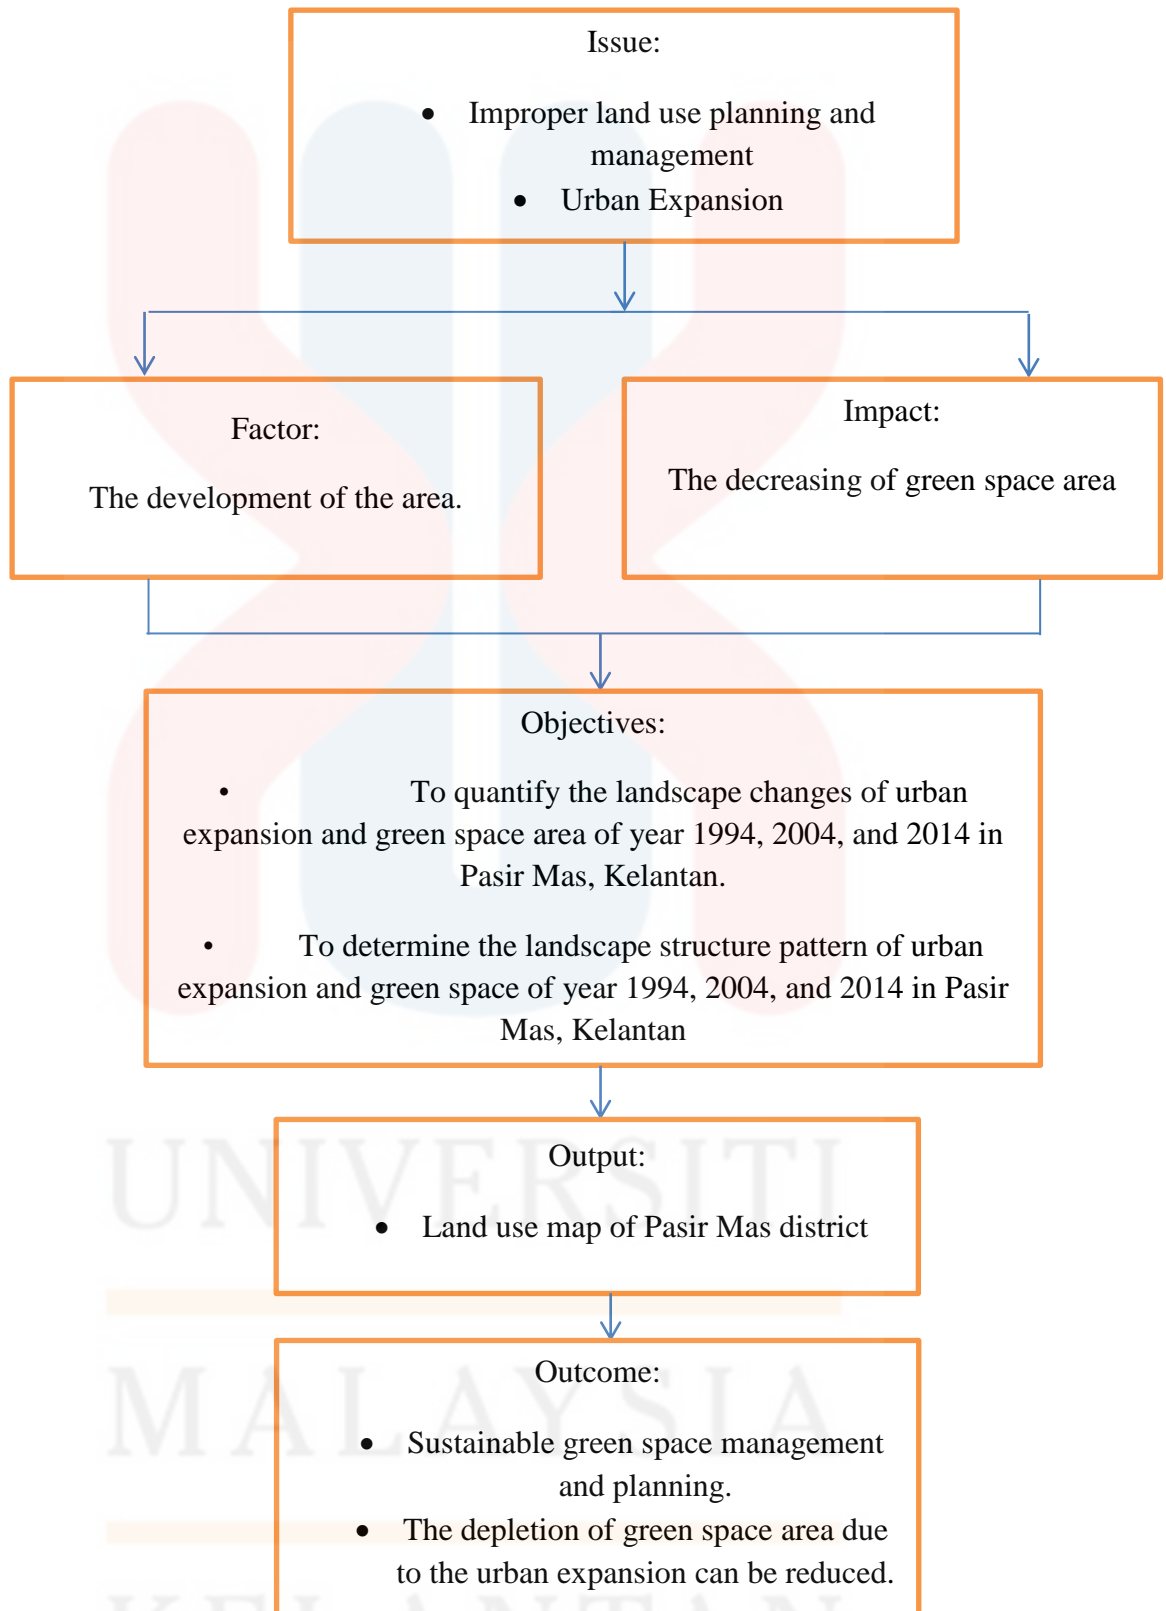 Issue:
• Improper land use planning and
management
• Urban Expansion
Factor:
The development of the area.
Impact:
The decreasing of green space area
Objectives:
• To quantify the landscape changes of urban
expansion and green space area of year 1994, 2004, and 2014 in
Pasir Mas, Kelantan.
• To determine the landscape structure pattern of urban
expansion and green space of year 1994, 2004, and 2014 in Pasir
Mas, Kelantan
Output:
• Land use map of Pasir Mas district
Outcome:
• Sustainable green space management
and planning.
• The depletion of green space area due
to the urban expansion can be reduced.
UNIVERSITI
MALAYSIA
KELANTAN